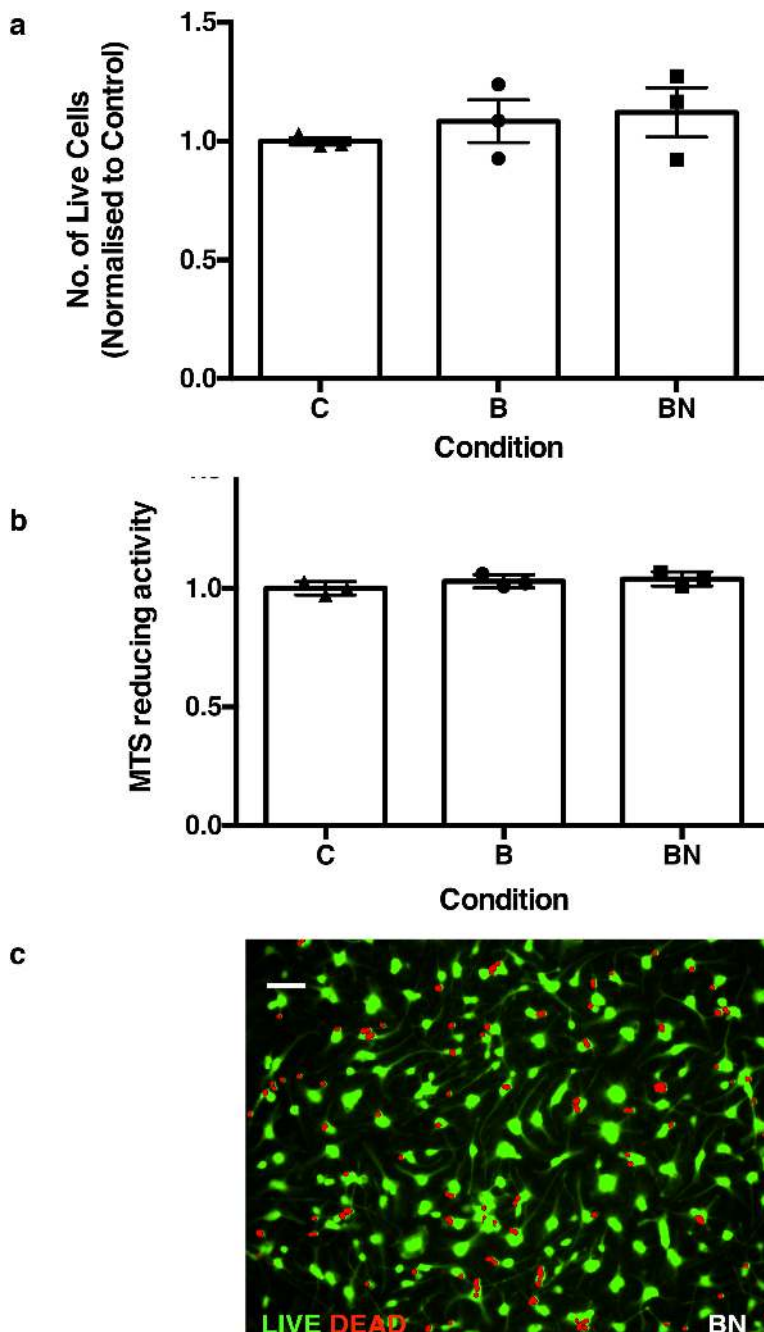 a
No. of Live Cells
(Normalised to Control)
1.5
1.0
0.5
0.0
C B BN
Condition
b
MTS reducing activity
1.0
0.5
0.0
C B BN
Condition
c
LIVE DEAD BN